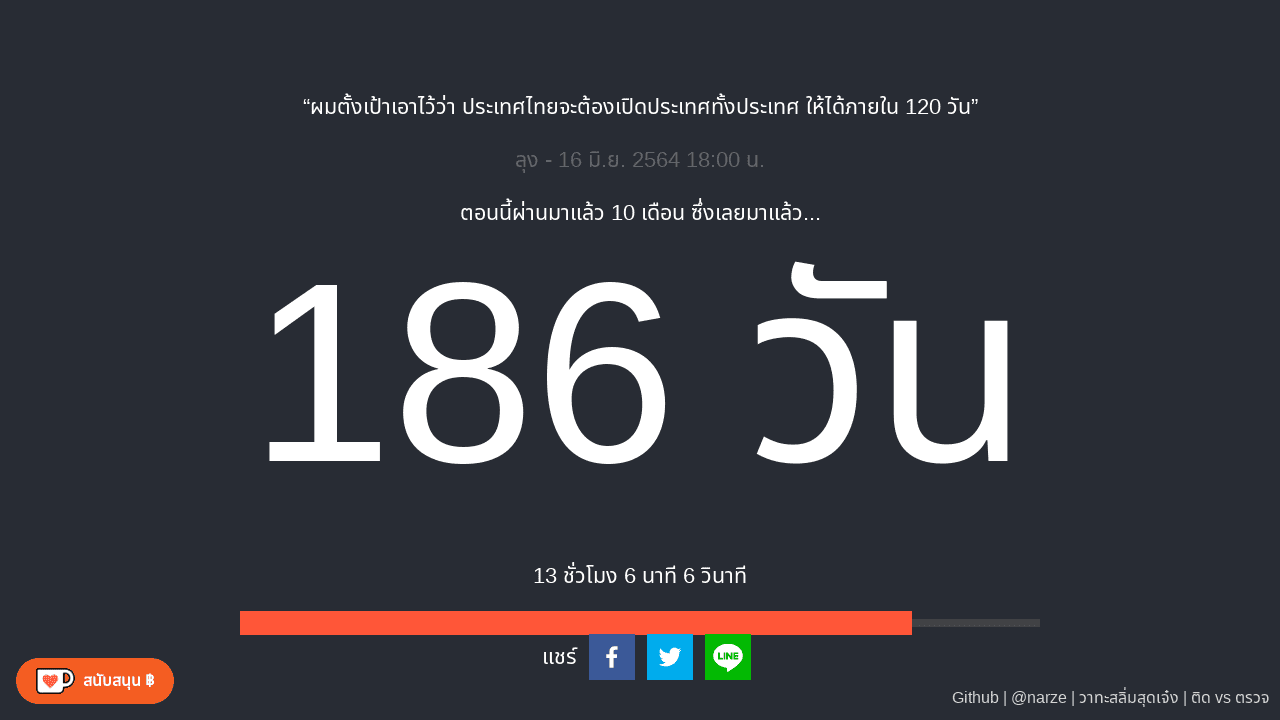 “ผมตั้งเป้าเอาไว้ว่า ประเทศไทยจะต้องเปิดประเทศทั้งประเทศ ให้ได้ภายใน 120 วัน”
ลุง - 16 มิ.ย. 2564 18:00 น.
ตอนนี้ผ่านมาแล้ว 10 เดือน ซึ่งเลยมาแล้ว...
186 วัน
13 ชั่วโมง 6 นาที 6 วินาที
แชร์
LINE
สนับสนุน ฿
Github | @narze | วาทะสลิ่มสุดเจ๋ง | ติด vs ตรวจ